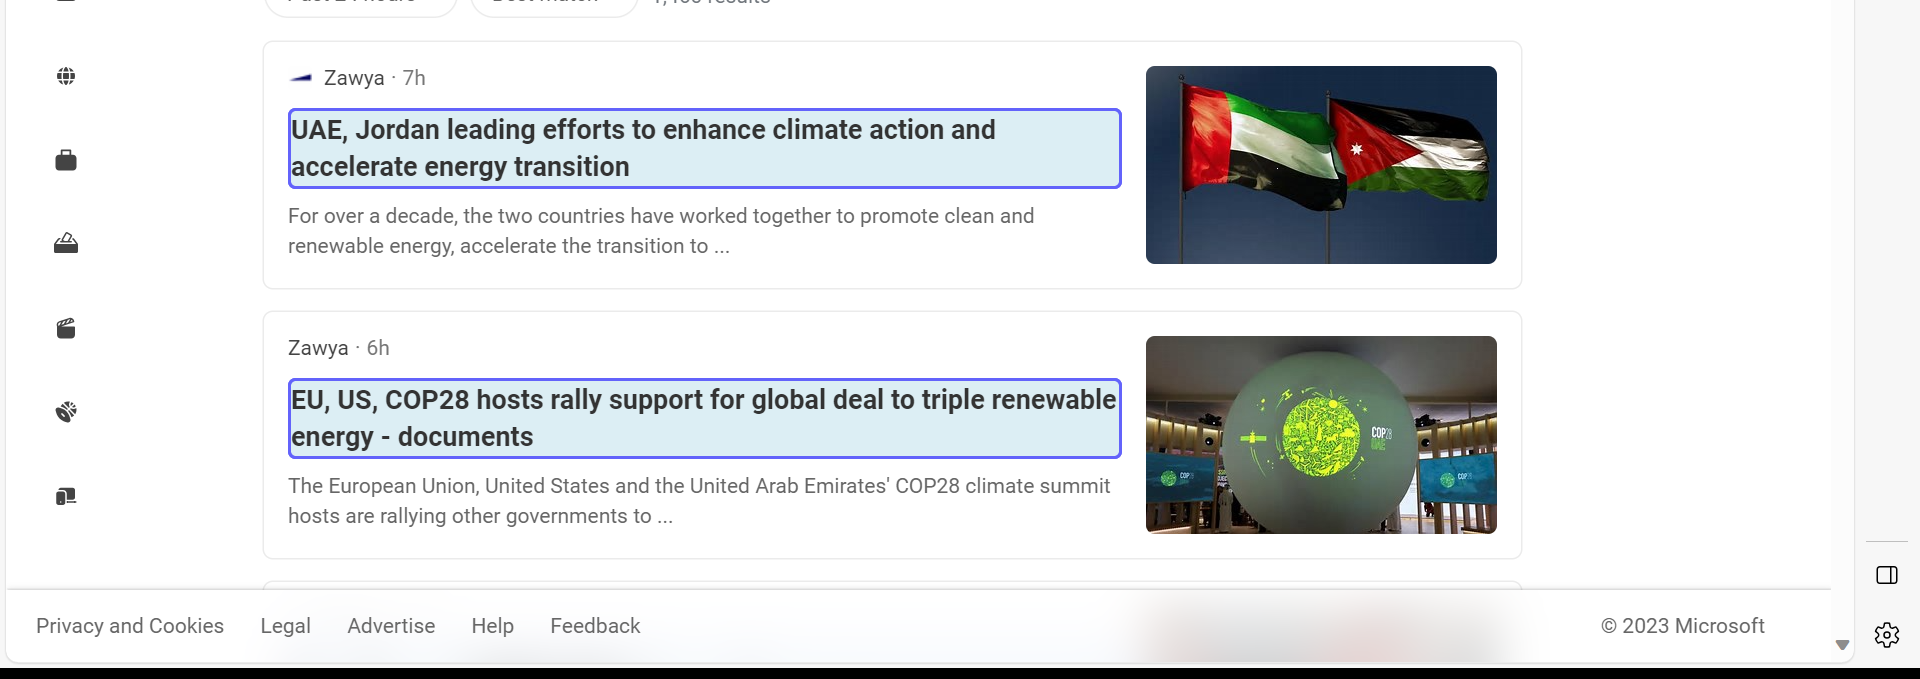 Zawya · 7h
UAE, Jordan leading efforts to enhance climate action and
accelerate energy transition
For over a decade, the two countries have worked together to promote clean and
renewable energy, accelerate the transition to ...
Zawya · 6h
EU, US, COP28 hosts rally support for global deal to triple renewable
energy - documents
The European Union, United States and the United Arab Emirates' COP28 climate summit
hosts are rallying other governments to ...
COP28
Privacy and Cookies
Legal
Advertise
Help
Feedback
© 2023 Microsoft